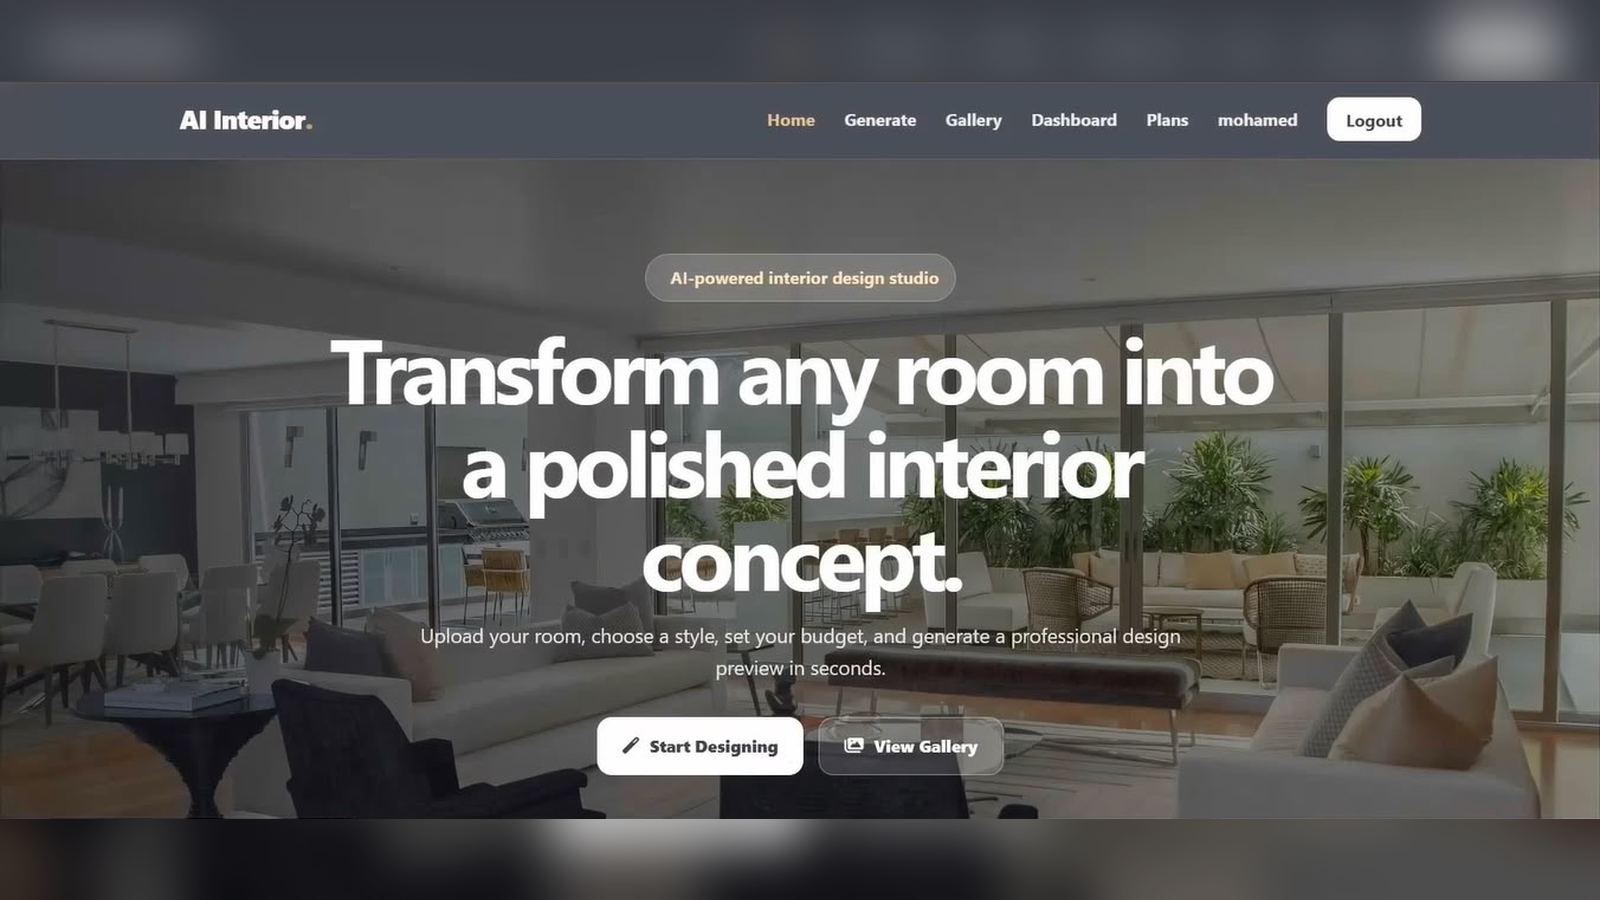 AI Interior.
Home Generate Gallery Dashboard Plans mohamed Logout
AI-powered interior design studio
Transform any room into
a polished interior
concept.
Upload your room, choose a style, set your budget, and generate a professional design
preview in seconds.
Start Designing View Gallery